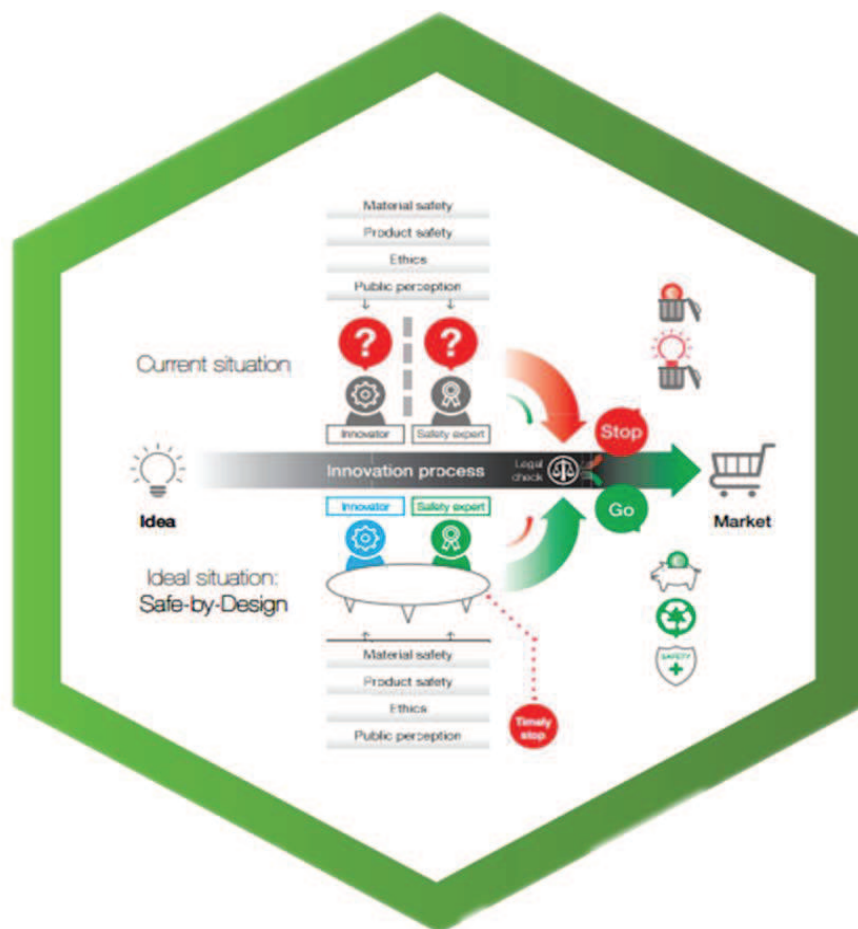 Material safety
Product safety
Ethics
Public perception
? ?
Current situation
Innovator Safety expert
Stop
Innovation process
Legal
check
Idea
Market
Go
Innovator Safety expert
Ideal situation:
Safe-by-Design
SAFETY
Material safety
Product safety
Ethics
Public perception
Timely
stop